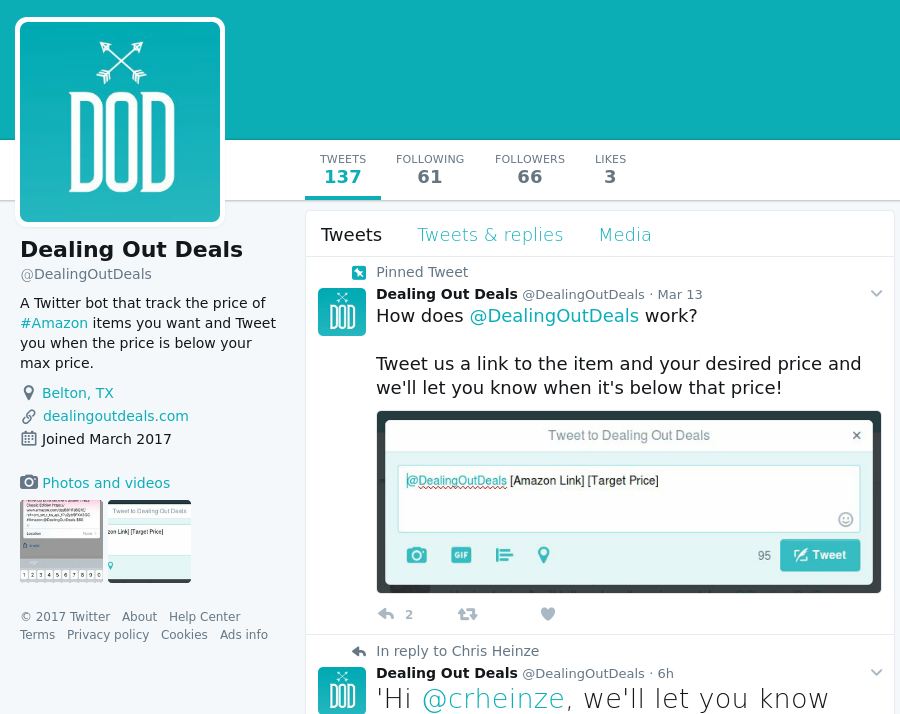 DOD
TWEETS FOLLOWING FOLLOWERS LIKES
137 61 66 3
Dealing Out Deals
@DealingOutDeals
A Twitter bot that track the price of
#Amazon items you want and Tweet
you when the price is below your
max price.
Belton, TX
dealingoutdeals.com
Joined March 2017
Photos and videos
Tweet to Dealing Out Deals
Location
zon Link] [Target Price]
1 2 3 4 5 6 7 8 9 0
© 2017 Twitter About Help Center
Terms Privacy policy Cookies Ads info
Tweets Tweets & replies Media
Pinned Tweet
DOD
Dealing Out Deals @DealingOutDeals · Mar 13
How does @DealingOutDeals work?
Tweet us a link to the item and your desired price and
we'll let you know when it's below that price!
Tweet to Dealing Out Deals ×
@DealingOutDeals [Amazon Link] [Target Price]
GIF 95 Tweet
2
In reply to Chris Heinze
DOD
Dealing Out Deals @DealingOutDeals · 6h
'Hi @crheinze, we'll let you know